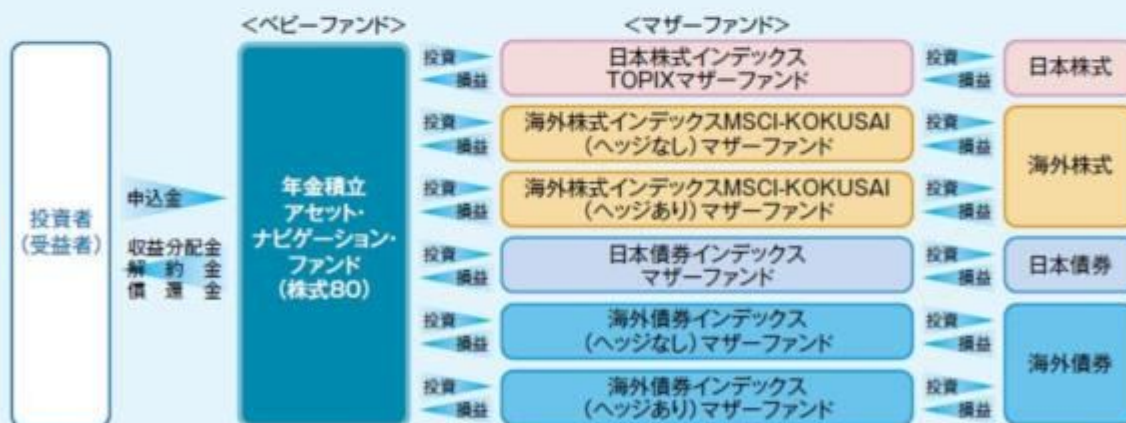 <ベビーファンド>
<マザーファンド>
投資者
(受益者)
申込金
収益分配金
解約金
償還金
年金積立
アセット・
ナビゲーション・
ファンド
(株式80)
投資
損益
日本株式インデックス
TOPIXマザーファンド
投資
損益
日本株式
投資
損益
海外株式インデックスMSCI-KOKUSAI
(ヘッジなし)マザーファンド
投資
損益
海外株式
投資
損益
海外株式インデックスMSCI-KOKUSAI
(ヘッジあり)マザーファンド
投資
損益
投資
損益
日本債券インデックス
マザーファンド
投資
損益
日本債券
投資
損益
海外債券インデックス
(ヘッジなし)マザーファンド
投資
損益
海外債券
投資
損益
海外債券インデックス
(ヘッジあり)マザーファンド
投資
損益